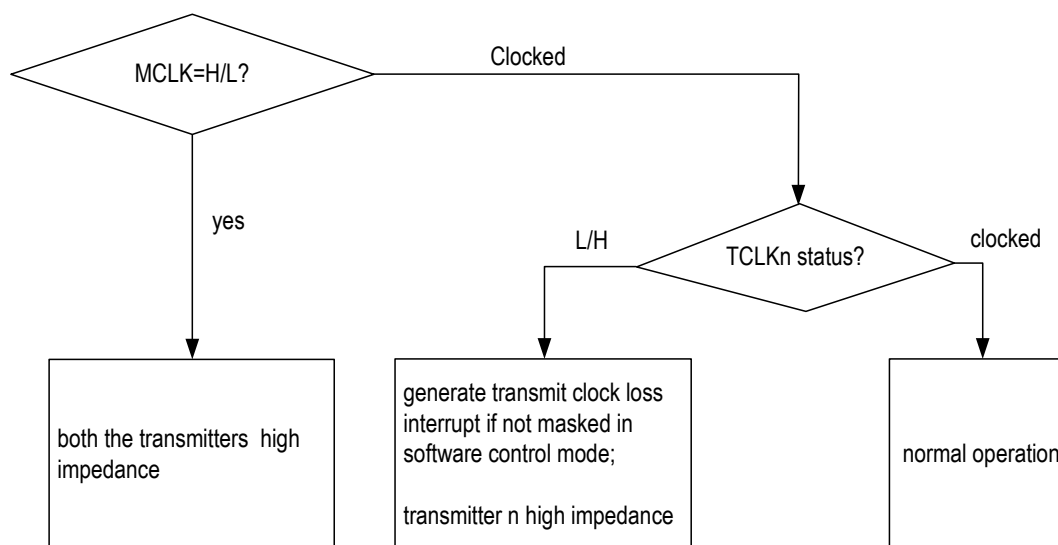 MCLK=H/L?
Clocked
yes
L/H
TCLKn status?
clocked
both the transmitters high
impedance
generate transmit clock loss
interrupt if not masked in
software control mode;
transmitter n high impedance
normal operation